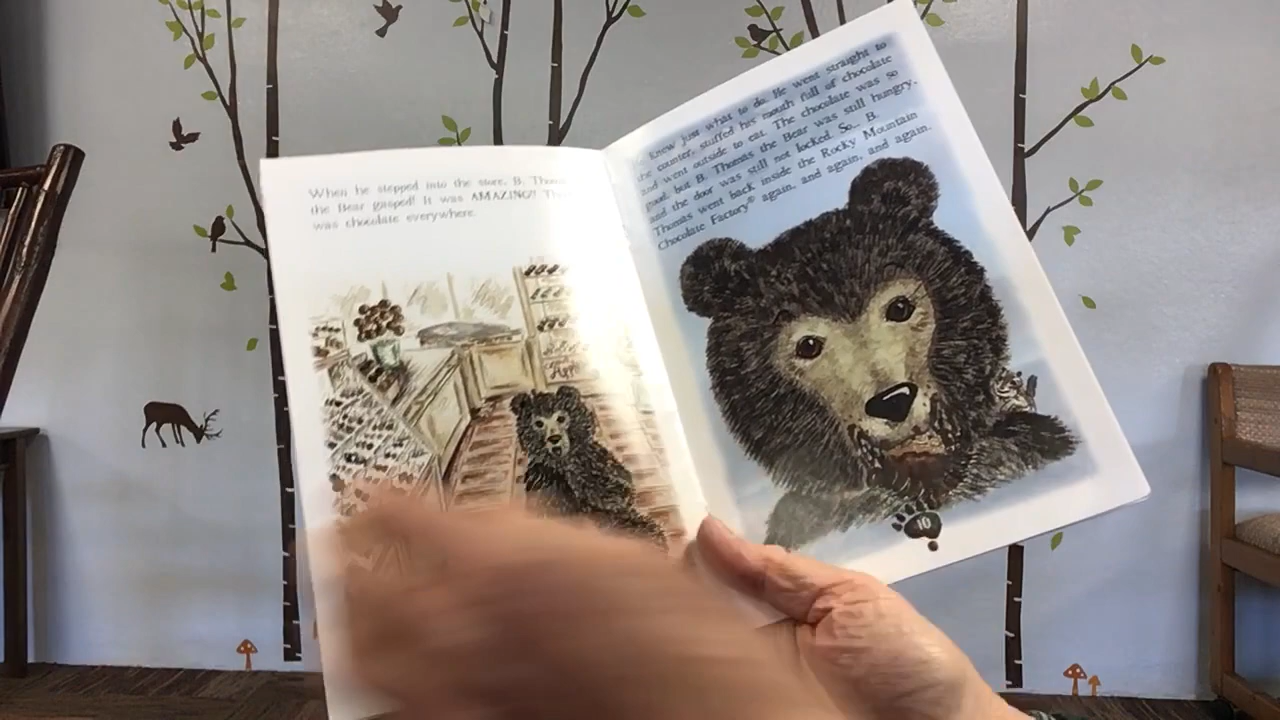 When he stepped into the store, B.
the Bear gasped! It was AMAZING!!
was chocolate everywhere.
knew just what to do. He went straight to
the counter, stuffed his mouth full of chocolate
and went outside to eat. The chocolate was so
good, but B. Thomas the Bear was still hungry,
and the door was still not locked. So... B.
Thomas went back inside the Rocky Mountain
Chocolate Factory® again, and again, and again.
10